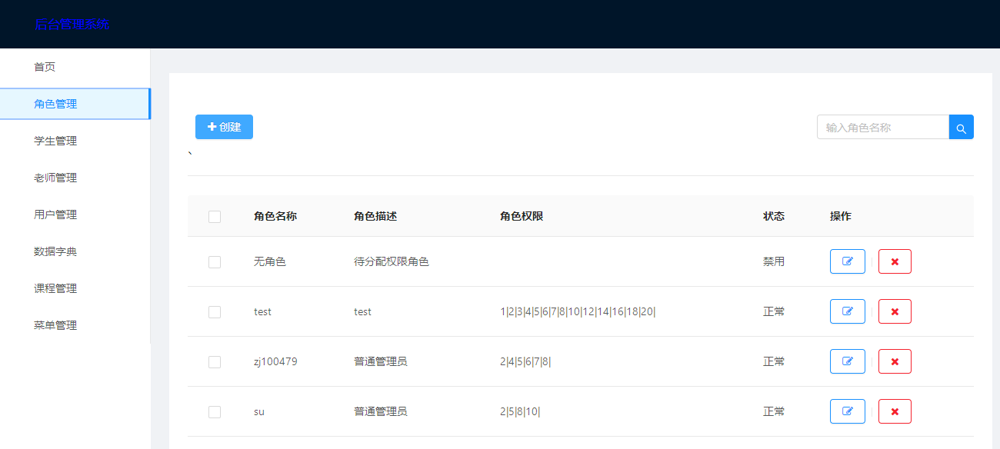 后台管理系统
首页
角色管理
学生管理
老师管理
用户管理
数据字典
课程管理
菜单管理
创建
输入角色名称
、
角色名称 角色描述 角色权限 状态 操作
无角色 待分配权限角色 禁用
test test 1|2|3|4|5|6|7|8|10|12|14|16|18|20| 正常
zj100479 普通管理员 2|4|5|6|7|8| 正常
su 普通管理员 2|5|8|10| 正常